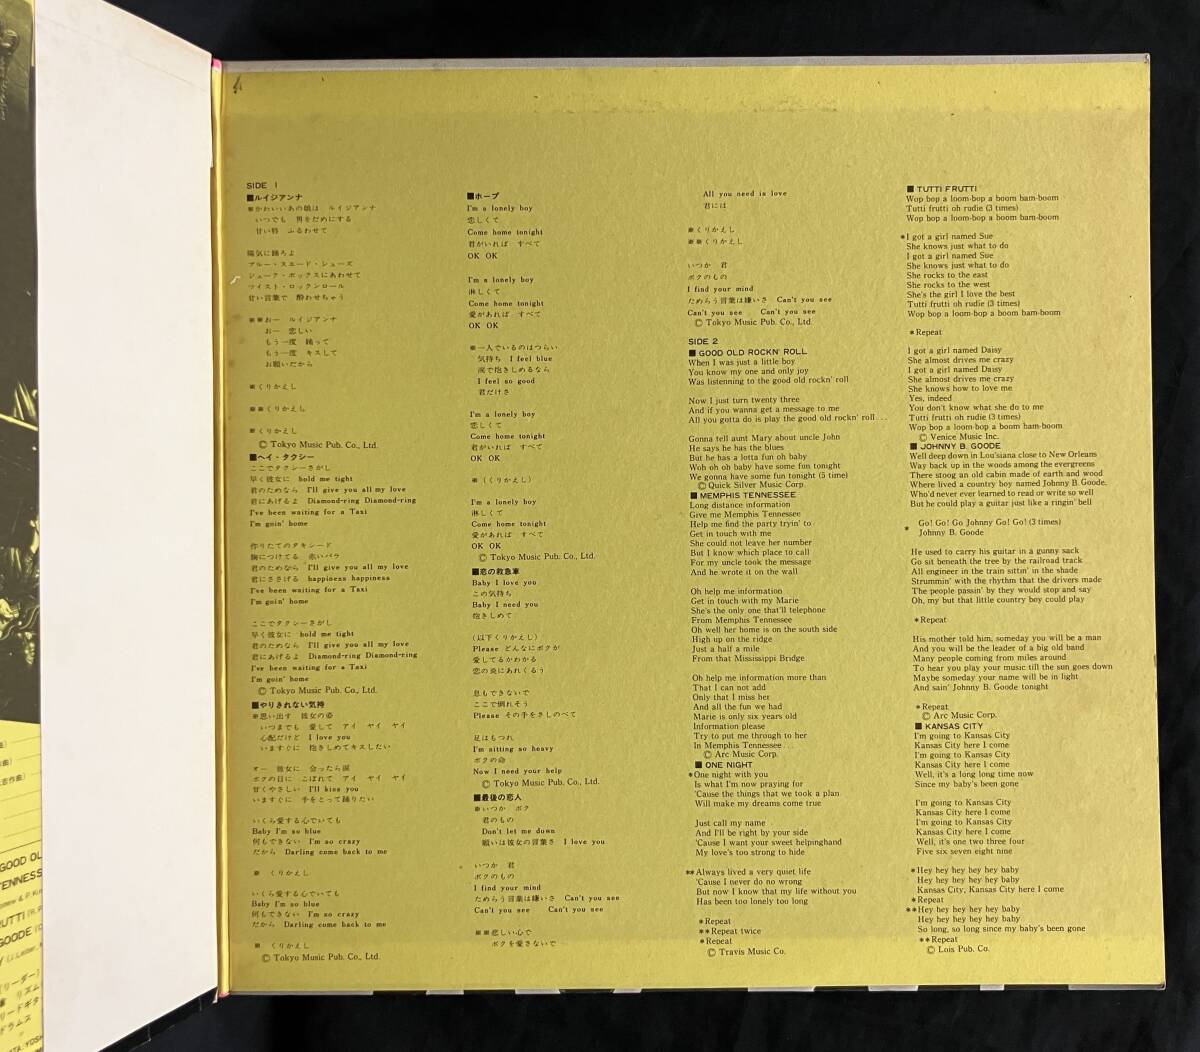 SIDE 1
■ルイジアンナ
※かわいいあの娘は ルイジアンナ
いつでも 男をだめにする
甘い特 ふるわせて
陽気に踊ろよ
ブルー・スエード・シューズ
ジューク・ボックスにあわせて
ツイスト・ロックンロール
甘い言葉で 酔わせちゃう
※※おー ルイジアンナ
おー 悲しい
もう一度 踊って
もう一度 キスして
お願いだから
※くりかえし
※※くりかえし
※くりかえし
Ⓒ Tokyo Music Pub. Co., Ltd.
■ヘイ・タクシー
ここでタクシーさがし
早く彼女に hold me tight
君のためなら I'll give you all my love
君にあげるよ Diamond-ring Diamond-ring
I've been waiting for a Taxi
I'm goin' home
作りたてのタキシード
胸につけてる 赤いバラ
君のためなら I'll give you all my love
君にささげる happiness happiness
I've been waiting for a Taxi
I'm goin' home
ここでタクシーさがし
早く彼女に hold me tight
君のためなら I'll give you all my love
君にあげるよ Diamond-ring Diamond-ring
I've been waiting for a Taxi
I'm goin' home
Ⓒ Tokyo Music Pub. Co., Ltd.
■やりきれない気持
※思い出す 彼女の姿
いつまでも 愛して アイ ヤイ ヤイ
心配だけど I love you
いますぐに 抱きしめてキスしたい
オー 彼女に 会ったら涙
ボクの目に こぼれて アイ ヤイ ヤイ
甘くやさしい I'll kiss you
いますぐに 手をとって踊りたい
いくら愛する心でいても
Baby I'm so blue
何もできない I'm so crazy
だから Darling come back to me
※ くりかえし
いくら愛する心でいても
Baby I'm so blue
何もできない I'm so crazy
だから Darling come back to me
※ くりかえし
Ⓒ Tokyo Music Pub. Co., Ltd.
■ホープ
I'm a lonely boy
悲しくて
Come home tonight
君がいれば すべて
OK OK
I'm a lonely boy
淋しくて
Come home tonight
愛があれば すべて
OK OK
※一人でいるのはつらい
気持ち I feel blue
涙で抱きしめるなら
I feel so good
君だけさ
I'm a lonely boy
悲しくて
Come home tonight
君がいれば すべて
OK OK
※ (くりかえし)
I'm a lonely boy
淋しくて
Come home tonight
愛があれば すべて
OK OK
Ⓒ Tokyo Music Pub. Co., Ltd.
■恋の救急車
Baby I love you
この気持ち
Baby I need you
抱きしめて
(以下くりかえし)
Please どんなにボクが
愛してるかわかる
恋の炎にあれくるう
息もできないで
ここで倒れそう
Please その手をさしのべて
足はもつれ
I'm sitting so heavy
ボクの命
Now I need your help
Ⓒ Tokyo Music Pub. Co., Ltd.
■最後の恋人
※いつか ボク
君のもの
Don't let me down
願いは彼女の言葉さ I love you
いつか 君
ボクのもの
I find your mind
ためらう言葉は嫌いさ Can't you see
Can't you see Can't you see
※※悲しい心で
ボクを愛さないで
All you need is love
君には
※くりかえし
※※くりかえし
いつか 君
ボクのもの
I find your mind
ためらう言葉は嫌いさ Can't you see
Can't you see Can't you see
Ⓒ Tokyo Music Pub. Co., Ltd.
SIDE 2
■ GOOD OLD ROCKN' ROLL
When I was just a little boy
You know my one and only joy
Was listenning to the good old rockn' roll
Now I just turn twenty three
And if you wanna get a message to me
All you gotta do is play the good old rockn' roll...
Gonna tell aunt Mary about uncle John
He says he has the blues
But he has a lotta fun oh baby
Woh oh oh baby have some fun tonight
We gonna have some fun tonight (5 time)
Ⓒ Quick Silver Music Corp.
■ MEMPHIS TENNESSEE
Long distance information
Give me Memphis Tennessee
Help me find the party tryin' to
Get in touch with me
She could not leave her number
But I know which place to call
For my uncle took the message
And he wrote it on the wall
Oh help me information
Get in touch with my Marie
She's the only one that'll telephone
From Memphis Tennessee
Oh well her home is on the south side
High up on the ridge
Just a half a mile
From that Mississippi Bridge
Oh help me information more than
That I can not add
Only that I miss her
And all the fun we had
Marie is only six years old
Information please
Try to put me through to her
In Memphis Tennessee...
Ⓒ Arc Music Corp.
■ ONE NIGHT
*One night with you
Is what I'm now praying for
'Cause the things that we took a plan
Will make my dreams come true
Just call my name
And I'll be right by your side
'Cause I want your sweet helpinghand
My love's too strong to hide
**Always lived a very quiet life
'Cause I never do no wrong
But now I know that my life without you
Has been too lonely too long
*Repeat
**Repeat twice
*Repeat
Ⓒ Travis Music Co.
■ TUTTI FRUTTI
Wop bop a loom-bop a boom bam-boom
Tutti frutti oh rudie (3 times)
Wop bop a loom-bop a boom bam-boom
*I got a girl named Sue
She knows just what to do
I got a girl named Sue
She knows just what to do
She rocks to the east
She rocks to the west
She's the girl I love the best
Tutti frutti oh rudie (3 times)
Wop bop a loom-bop a boom bam-boom
*Repeat
I got a girl named Daisy
She almost drives me crazy
I got a girl named Daisy
She almost drives me crazy
She knows how to love me
Yes, indeed
You don't know what she do to me
Tutti frutti oh rudie (3 times)
Wop bop a loom-bop a boom bam-boom
Ⓒ Venice Music Inc.
■ JOHNNY B. GOODE
Well deep down in Lou'siana close to New Orleans
Way back up in the woods among the evergreens
There stoog an old cabin made of earth and wood
Where lived a country boy named Johnny B. Goode,
Who'd never ever learned to read or write so well
But he could play a guitar just like a ringin' bell
* Go! Go! Go Johnny Go! Go! (3 times)
Johnny B. Goode
He used to carry his guitar in a gunny sack
Go sit beneath the tree by the railroad track
All engineer in the train sittin' in the shade
Strummin' with the rhythm that the drivers made
The people passin' by they would stop and say
Oh, my but that little country boy could play
*Repeat
His mother told him, someday you will be a man
And you will be the leader of a big old band
Many people coming from miles around
To hear you play your music till the sun goes down
Maybe someday your name will be in light
And sain' Johnny B. Goode tonight
*Repeat
Ⓒ Arc Music Corp.
■ KANSAS CITY
I'm going to Kansas City
Kansas City here I come
I'm going to Kansas City
Kansas City here I come
Well, it's a long long time now
Since my baby's been gone
I'm going to Kansas City
Kansas City here I come
I'm going to Kansas City
Kansas City here I come
Well, it's one two three four
Five six seven eight nine
*Hey hey hey hey hey baby
Hey hey hey hey hey baby
Kansas City, Kansas City here I come
*Repeat
**Hey hey hey hey hey baby
Hey hey hey hey hey baby
So long, so long since my baby's been gone
**Repeat
Ⓒ Lois Pub. Co.
GOOD OL
TENNESS
RUTTI
GOODE
(リーダー)
リズム
リードギタ
ドラムス